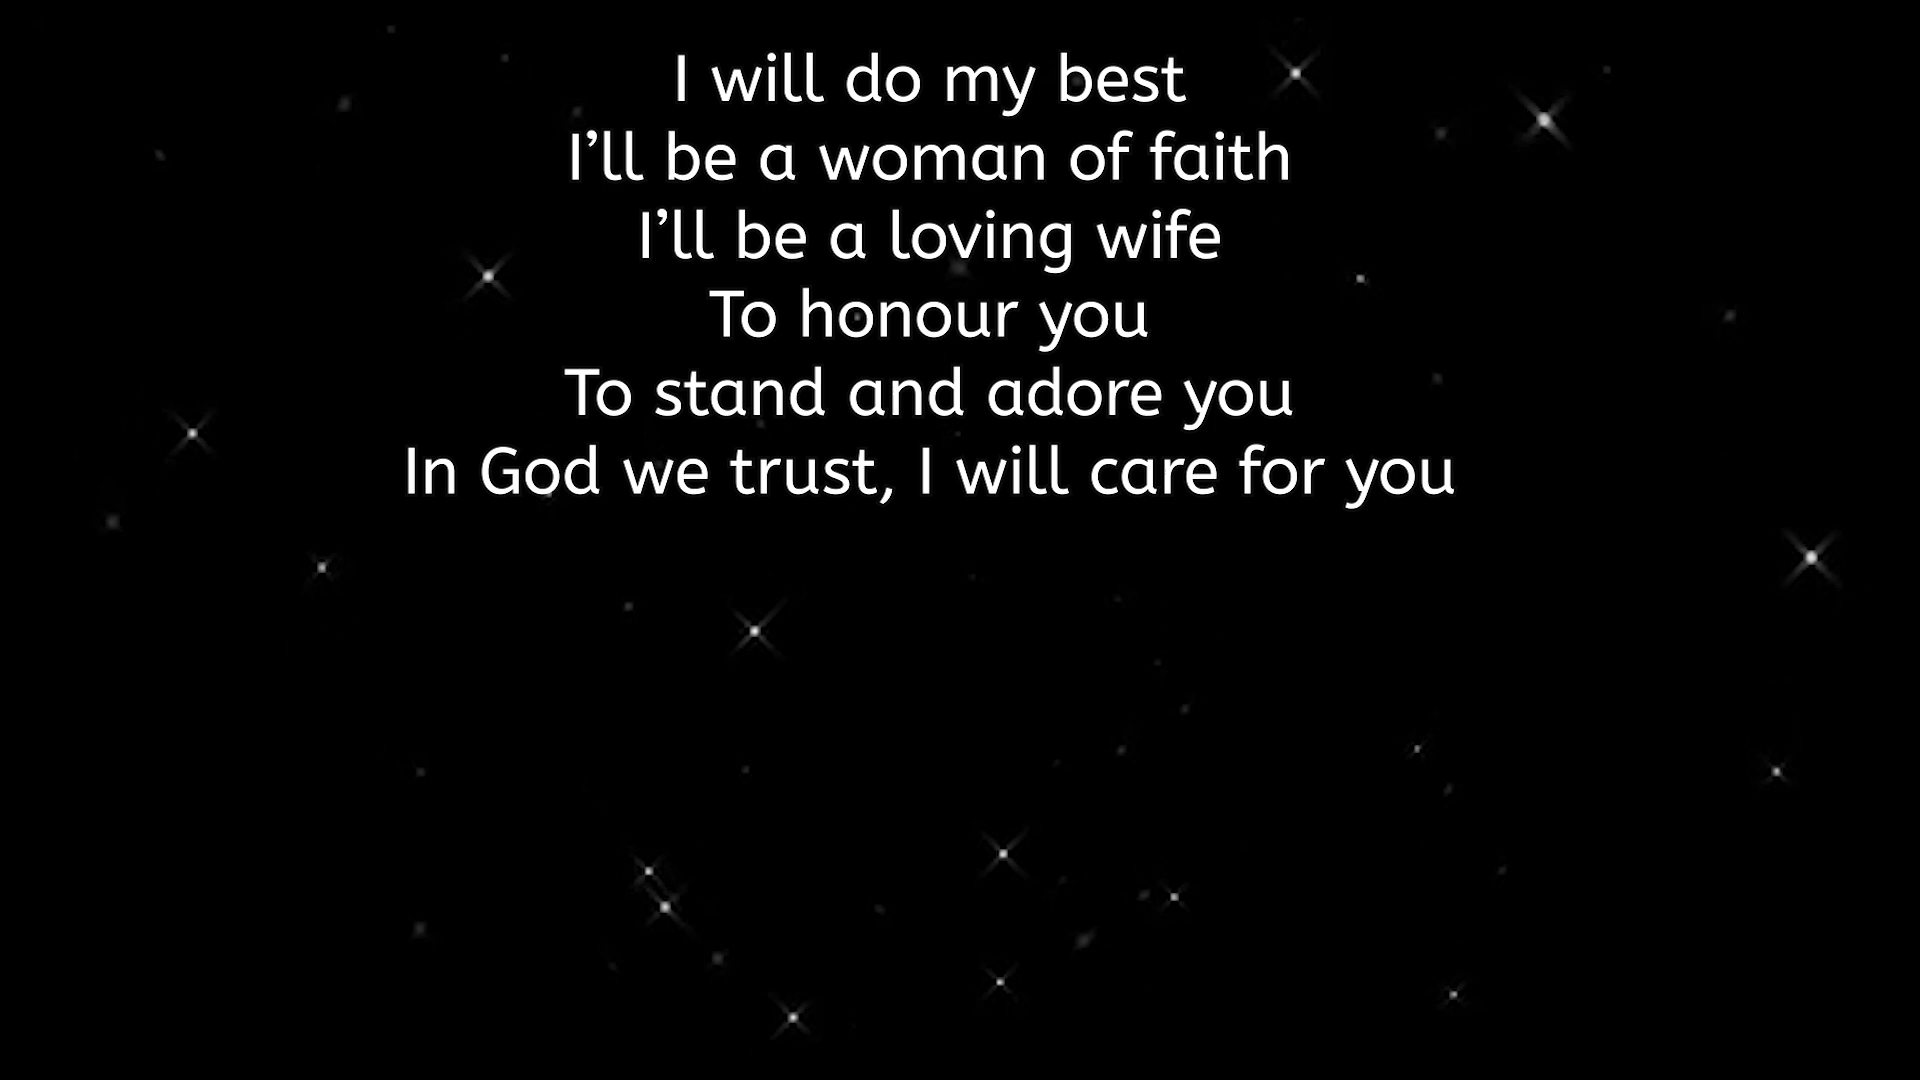 I will do my best
I’ll be a woman of faith
I’ll be a loving wife
To honour you
To stand and adore you
In God we trust, I will care for you